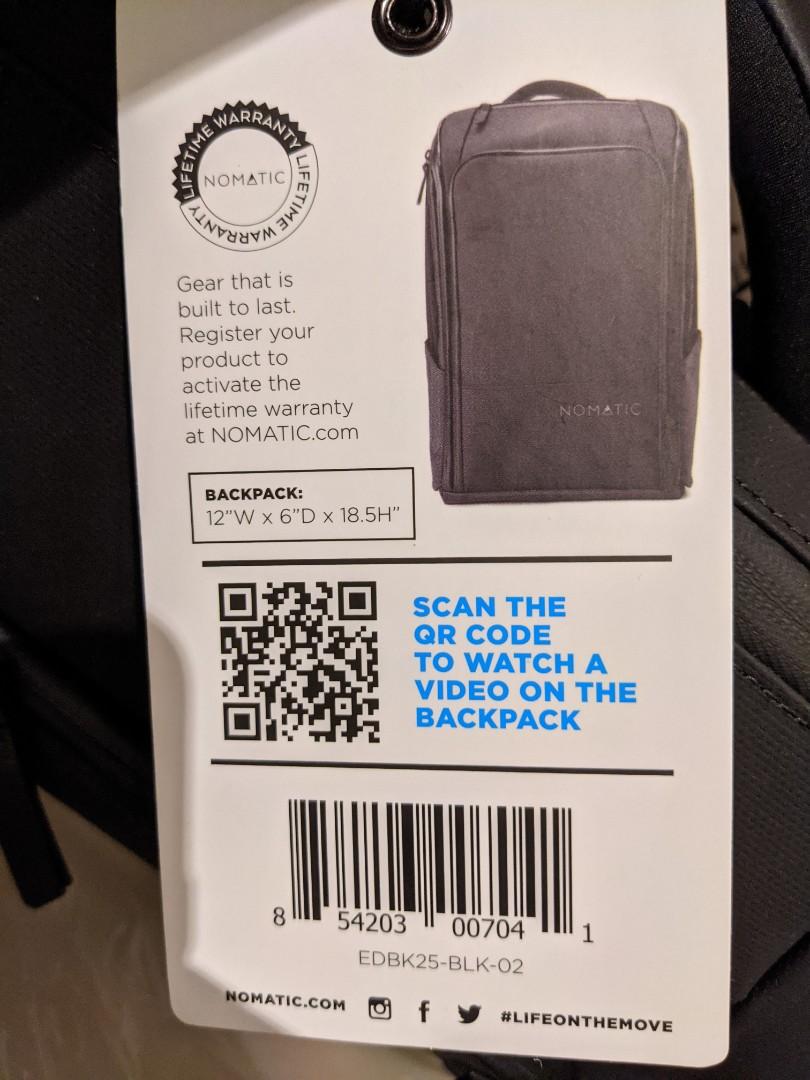 LIFETIME WARRANTY
LIFETIME WARRANTY
NOMATIC
Gear that is
built to last.
Register your
product to
activate the
lifetime warranty
at NOMATIC.com
NOMATIC
BACKPACK:
12”W x 6”D x 18.5H”
SCAN THE
QR CODE
TO WATCH A
VIDEO ON THE
BACKPACK
8 54203 00704 1
EDBK25-BLK-02
NOMATIC.COM #LIFEONTHEMOVE